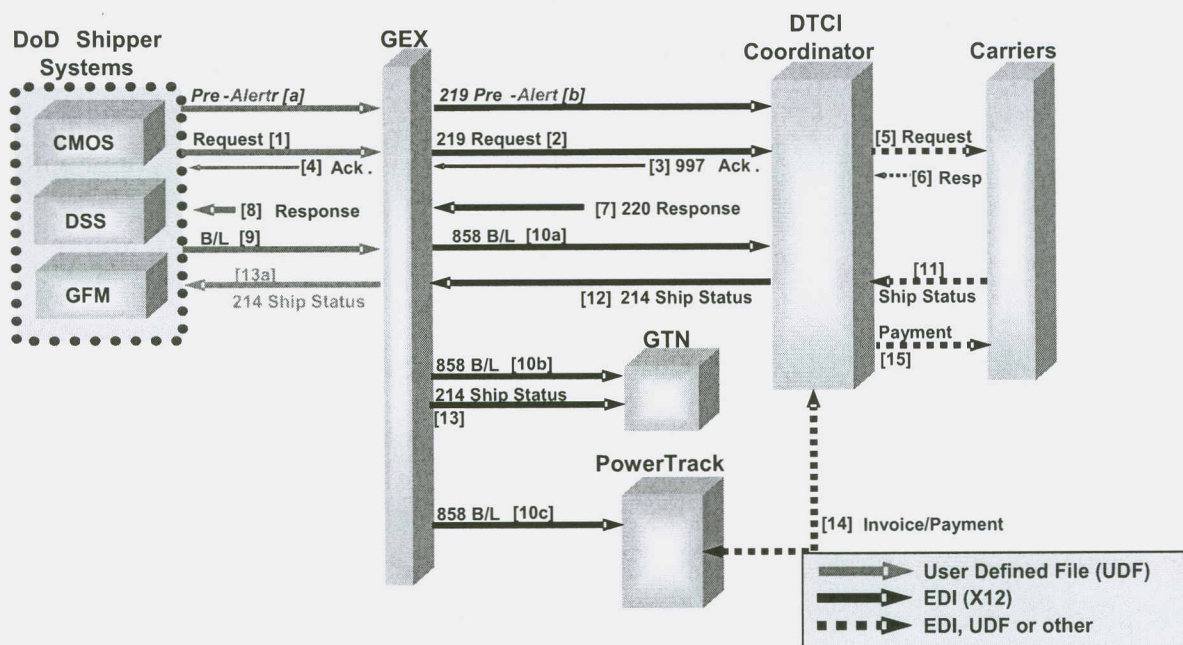 DoD Shipper
Systems
GEX
DTCI
Coordinator
Carriers
Pre-Alertr [a]
219 Pre-Alert [b]
CMOS
Request [1]
219 Request [2]
[5] Request
[4] Ack.
[3] 997 Ack.
[6] Resp
DSS
[8] Response
[7] 220 Response
B/L [9]
858 B/L [10a]
GFM
[13a]
214 Ship Status
[12] 214 Ship Status
[11]
Ship Status
Payment
[15]
GTN
858 B/L [10b]
214 Ship Status
[13]
PowerTrack
858 B/L [10c]
[14] Invoice/Payment
User Defined File (UDF)
EDI (X12)
EDI, UDF or other